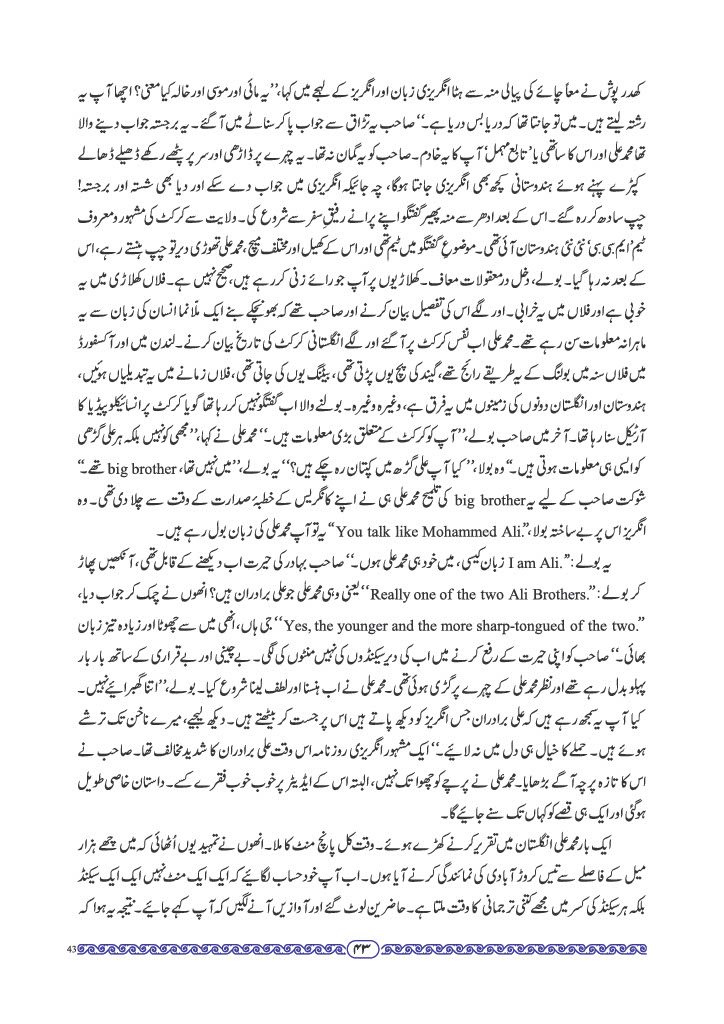 کھدر پوش نے معاً چائے کی پیالی منہ سے ہٹا انگریزی زبان اور انگریز کے لہجے میں کہا،’’یہ مائی اور موسی اور خالہ کیا معنی؟ اچھا آپ یہ
رشتہ لیتے ہیں۔ میں تو جانتا تھا کہ دریا بس دریا ہے۔‘‘ صاحب یہ تڑاق سے جواب پا کر سناٹے میں آ گئے۔ یہ برجستہ جواب دینے والا
تھا محمد علی اور اس کا ساتھی یا ’تابع مہمل‘ آپ کا یہ خادم۔ صاحب کو یہ گمان نہ تھا۔ یہ چہرے پر ڈاڑھی اور سر پر پٹھے رکھے ڈھیلے ڈھالے
کپڑے پہنے ہوئے ہندوستانی کچھ بھی انگریزی جانتا ہوگا، چہ جائیکہ انگریزی میں جواب دے سکے اور دیا بھی شستہ اور برجستہ!
چپ سادھ کر رہ گئے۔ اس کے بعد ادھر سے منہ پھیر گفتگو اپنے پرانے رفیقِ سفر سے شروع کی۔ ولایت سے کرکٹ کی مشہور و معروف
ٹیم ’ایم سی سی‘ نئی نئی ہندوستان آئی تھی۔ موضوعِ گفتگو میں ٹیم تھی اور اس کے کھیل اور مختلف میچ، محمد علی تھوڑی دیر تو چپ بنتے رہے، اس
کے بعد نہ رہا گیا۔ بولے، دخل در معقولات معاف۔ کھلاڑیوں پر آپ جو رائے زنی کر رہے ہیں، صحیح نہیں ہے۔ فلاں کھلاڑی میں یہ
خوبی ہے اور فلاں میں یہ خرابی۔ اور لگے اس کی تفصیل بیان کرنے اور صاحب تھے کہ بھونچکے بنے ایک ملّا نما انسان کی زبان سے یہ
ماہرانہ معلومات سن رہے تھے۔ محمد علی اب نفس کرکٹ پر آ گئے اور لگے انگلستانی کرکٹ کی تاریخ بیان کرنے۔ لندن میں اور آکسفورڈ
میں فلاں سنہ میں بولنگ کے یہ طریقے رائج تھے، گیند کی پچ یوں پڑتی تھی، بیٹنگ یوں کی جاتی تھی، فلاں زمانے میں یہ تبدیلیاں ہوئیں،
ہندوستان اور انگلستان دونوں کی زمینوں میں یہ فرق ہے، وغیرہ وغیرہ۔ بولنے والا اب گفتگو نہیں کر رہا تھا گویا کرکٹ پر انسائیکلو پیڈیا کا
آرٹیکل سنا رہا تھا۔ آخر میں صاحب بولے،’’آپ کو کرکٹ کے متعلق بڑی معلومات ہیں۔‘‘ محمد علی نے کہا،’’مجھی کو نہیں بلکہ ہر علی گڑھی
کو ایسی ہی معلومات ہوتی ہیں۔‘‘ وہ بولا، ’’کیا آپ علی گڑھ میں کپتان رہ چکے ہیں؟‘‘ یہ بولے،’’میں نہیں تھا، big brother تھے۔‘‘
شوکت صاحب کے لیے یہ big brother کی تلمیح محمد علی ہی نے اپنے کانگریس کے خطبۂ صدارت کے وقت سے چلا دی تھی۔ وہ
انگریز اس پر بے ساختہ بولا،”You talk like Mohammed Ali.“ یہ تو آپ محمد علی کی زبان بول رہے ہیں۔
یہ بولے: ”I am Ali. زبان کیسی، میں خود ہی محمد علی ہوں۔‘‘ صاحب بہادر کی حیرت اب دیکھنے کے قابل تھی، آنکھیں پھاڑ
کر بولے: ”Really one of the two Ali Brothers.“ یعنی وہی محمد علی جو علی برادران ہیں؟ انھوں نے چمک کر جواب دیا،
”Yes, the younger and the more sharp-tongued of the two.“ جی ہاں، انھی میں سے چھوٹا اور زیادہ تیز زبان
بھائی۔‘‘ صاحب کو اپنی حیرت کے رفع کرنے میں اب کی دیر سیکنڈوں کی نہیں منٹوں کی لگی۔ بے چینی اور بے قراری کے ساتھ بار بار
پہلو بدل رہے تھے اور نظر محمد علی کے چہرے پر گڑی ہوئی تھی۔ محمد علی نے اب ہنسنا اور لطف لینا شروع کیا۔ بولے،’’اتنا گھبرائیے نہیں۔
کیا آپ یہ سمجھ رہے ہیں کہ علی برادران جس انگریز کو دیکھ پاتے ہیں اس پر جست کر بیٹھتے ہیں۔ دیکھ لیجیے، میرے ناخن تک ترشے
ہوئے ہیں۔ حملے کا خیال ہی دل میں نہ لائیے۔‘‘ ایک مشہور انگریزی روزنامہ اس وقت علی برادران کا شدید مخالف تھا۔ صاحب نے
اس کا تازہ پرچہ آگے بڑھایا۔ محمد علی نے پرچے کو چھوا تک نہیں، البتہ اس کے ایڈیٹر پر خوب خوب فقرے کسے۔ داستان خاصی طویل
ہو گئی اور ایک ہی قصے کو کہاں تک سنے جائیے گا۔
ایک بار محمد علی انگلستان میں تقریر کرنے کھڑے ہوئے۔ وقت کل پانچ منٹ کا ملا۔ انھوں نے تمہید یوں اُٹھائی کہ میں چھے ہزار
میل کے فاصلے سے تیس کروڑ آبادی کی نمائندگی کرنے آیا ہوں۔ اب آپ خود حساب لگائیے کہ ایک ایک منٹ نہیں ایک ایک سیکنڈ
بلکہ ہر سیکنڈ کی کسر میں مجھے کتنی ترجمانی کا وقت ملتا ہے۔ حاضرین لوٹ گئے اور آوازیں آنے لگیں کہ آپ کہے جائیے۔ نتیجہ یہ ہوا کہ
43 ۴۳